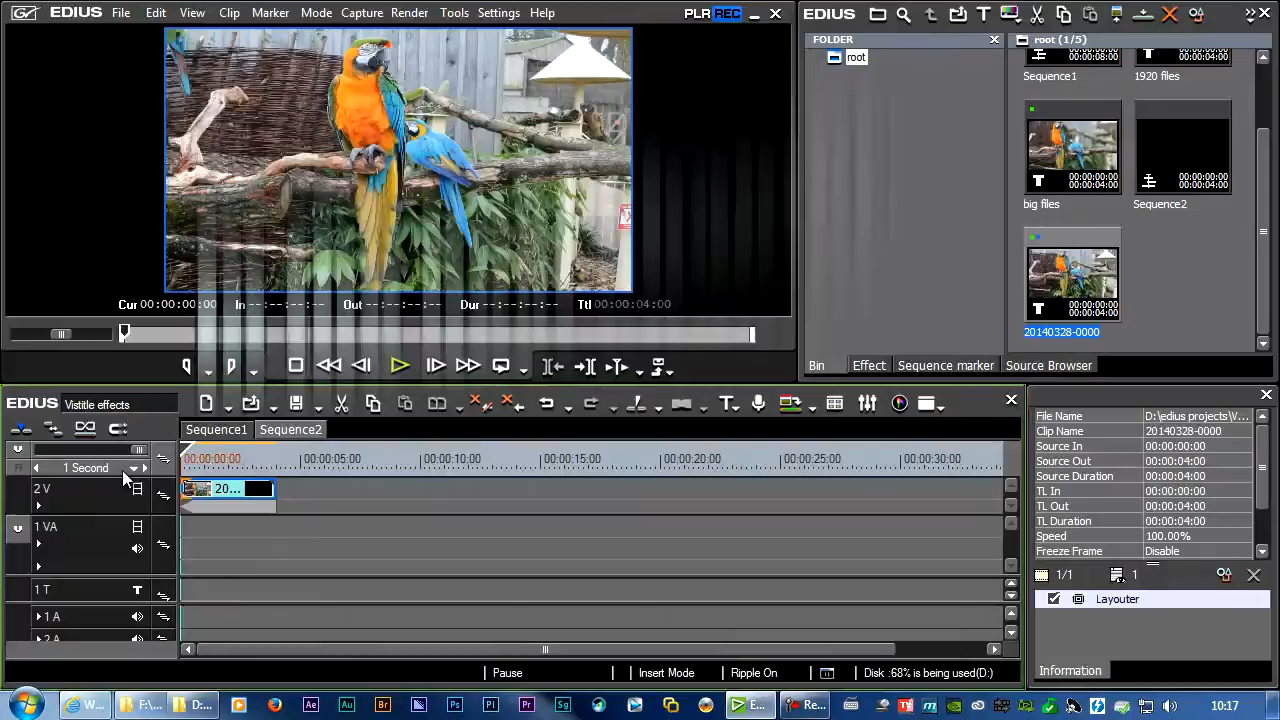 EDIUS File Edit View Clip Marker Mode Capture Render Tools Settings Help PLR REC
Cur 00:00:00:00 In --:--:--:-- Out --:--:--:-- Dur --:--:--:-- Ttl 00:00:04:00
EDIUS
FOLDER
root
root (1/5)
00:00:08:00
00:00:04:00
Sequence1
1920 files
00:00:00:00
00:00:04:00
00:00:00:00
00:00:04:00
big files
Sequence2
00:00:00:00
00:00:04:00
20140328-0000
Bin Effect Sequence marker Source Browser
EDIUS Vistitle effects
Sequence1 Sequence2
00:00:00:00 00:00:05:00 00:00:10:00 00:00:15:00 00:00:20:00 00:00:25:00 00:00:30:00
R 1 Second
2 V
20...
1 VA
1 T T
1 A
2 A
Pause Insert Mode Ripple On Disk :68% is being used(D:)
File Name D:\edius projects\V...
Clip Name 20140328-0000
Source In 00:00:00:00
Source Out 00:00:04:00
Source Duration 00:00:04:00
TL In 00:00:00:00
TL Out 00:00:04:00
TL Duration 00:00:04:00
Speed 100.00%
Freeze Frame Disable
1/1 1
Layouter
Information
W... F:\... D:... Ae Au Br Ps Pl Pr Sg E... Re... 10:17